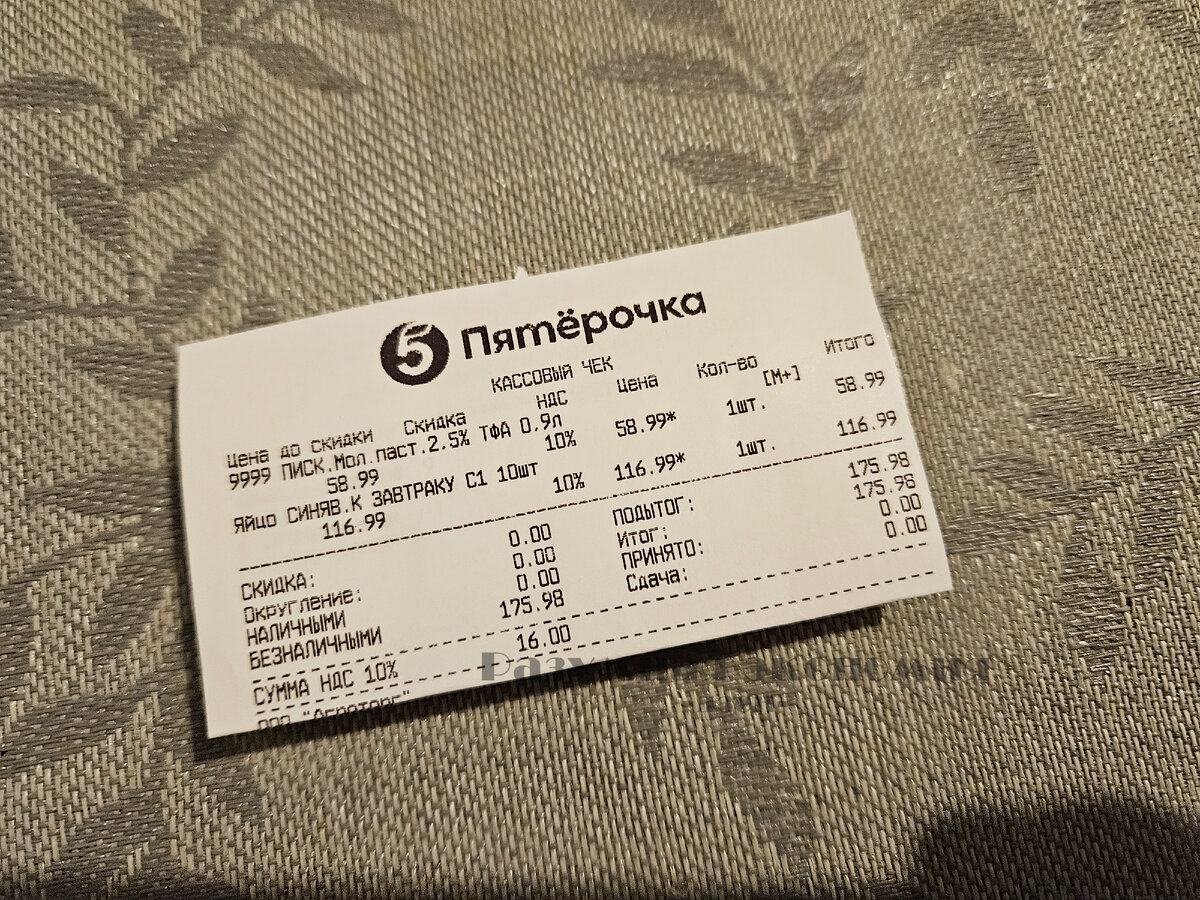 5 Пятёрочка
КАССОВЫЙ ЧЕК
Цена до скидки Скидка НДС Цена Кол-во Итого
9999 ПИСК.Мол.паст.2.5% ТФА 0.9л [М+]
58.99 10% 58.99* 1шт. 58.99
Яйцо СИНЯВ.К ЗАВТРАКУ С1 10шт
116.99 10% 116.99* 1шт. 116.99
СКИДКА: 0.00 ПОДЫТОГ: 175.98
Округление: 0.00 Итог: 175.98
НАЛИЧНЫМИ 0.00 ПРИНЯТО: 0.00
БЕЗНАЛИЧНЫМИ 175.98 Сдача: 0.00
СУММА НДС 10% 16.00
ООО "АГРОТОРГ"